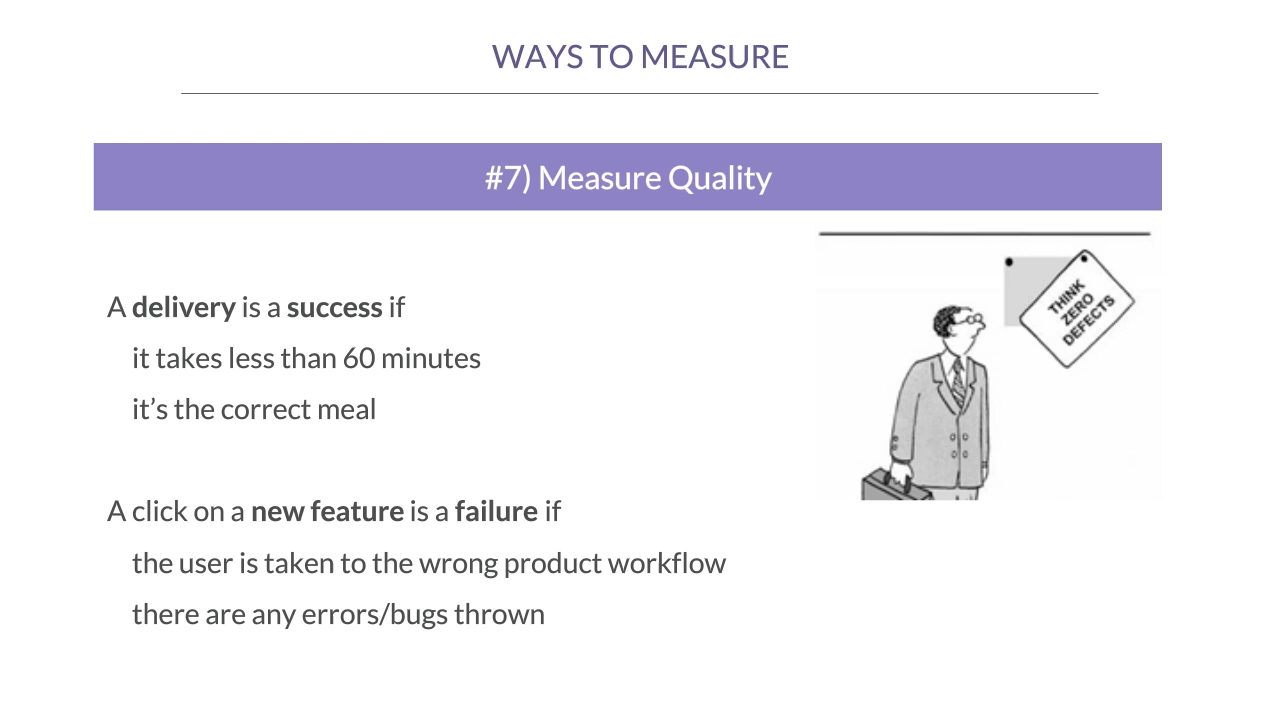 WAYS TO MEASURE
#7) Measure Quality
THINK
ZERO
DEFECTS
A delivery is a success if
it takes less than 60 minutes
it’s the correct meal
A click on a new feature is a failure if
the user is taken to the wrong product workflow
there are any errors/bugs thrown